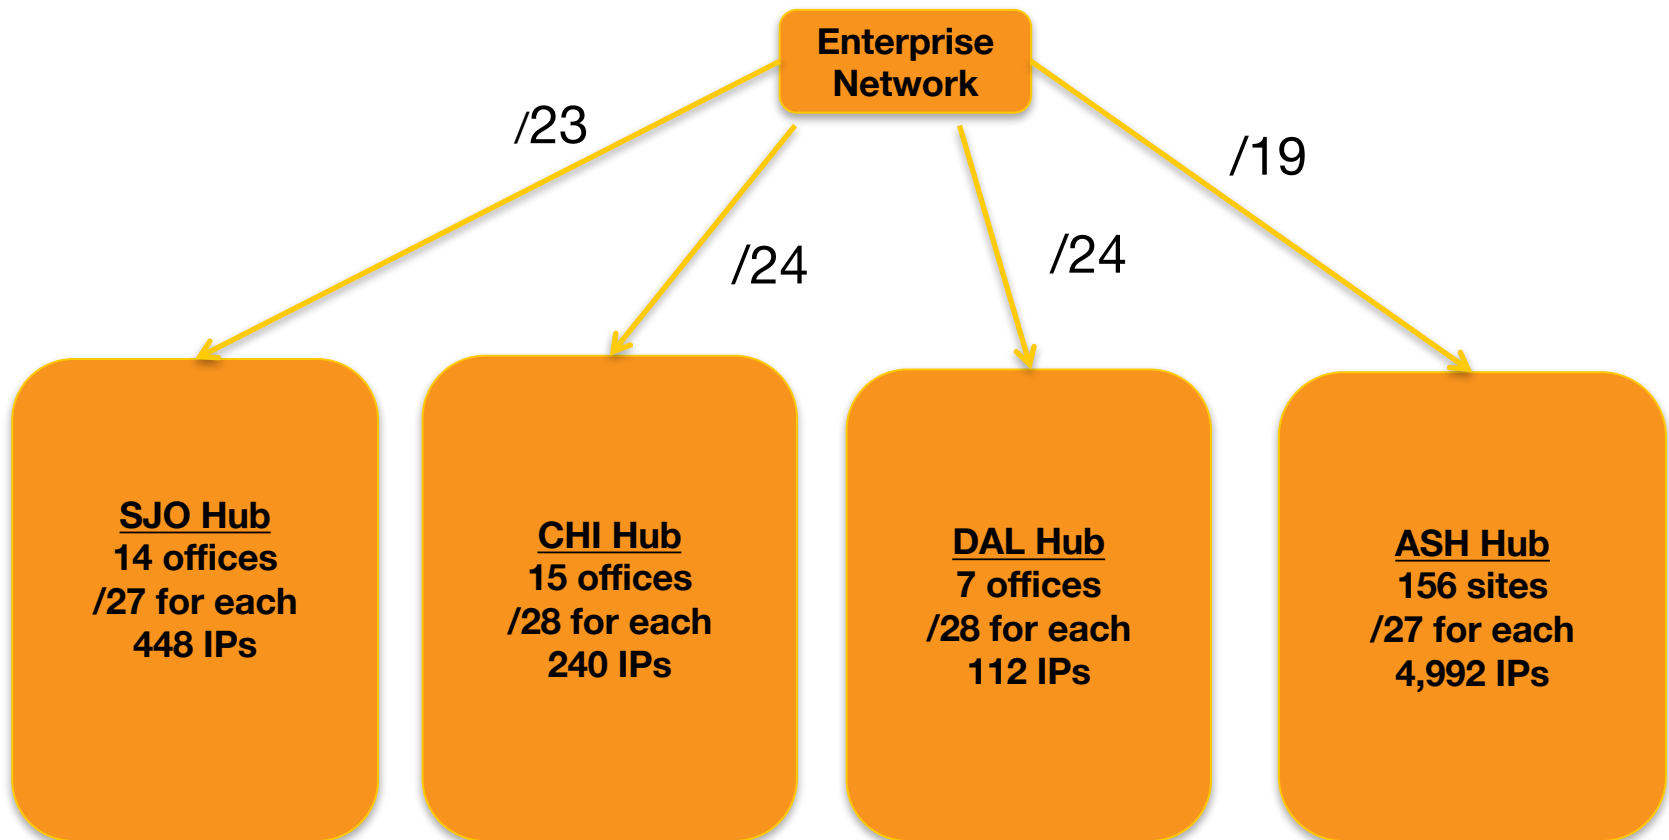 Enterprise
Network
/23
/24
/24
/19
SJO Hub
14 offices
/27 for each
448 IPs
CHI Hub
15 offices
/28 for each
240 IPs
DAL Hub
7 offices
/28 for each
112 IPs
ASH Hub
156 sites
/27 for each
4,992 IPs